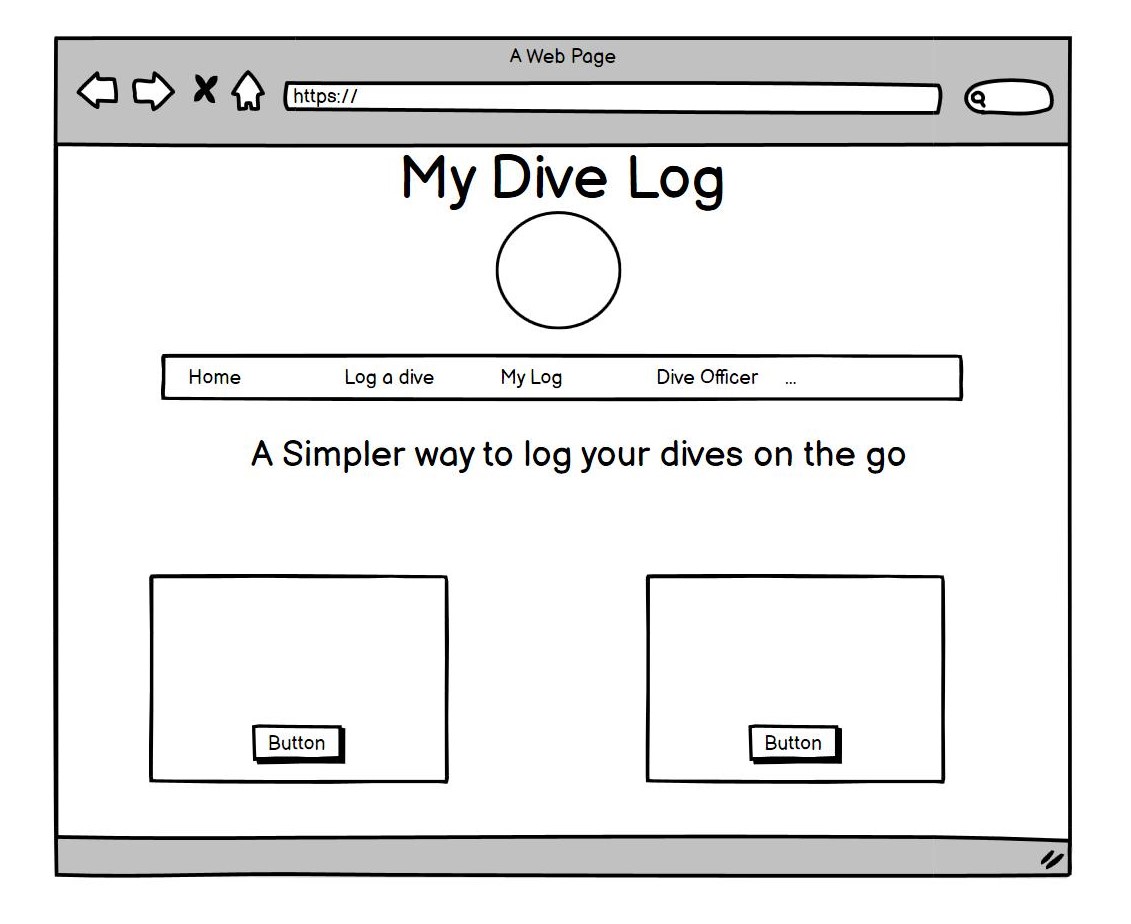 A Web Page
https://
My Dive Log
Home Log a dive My Log Dive Officer ...
A Simpler way to log your dives on the go
Button Button